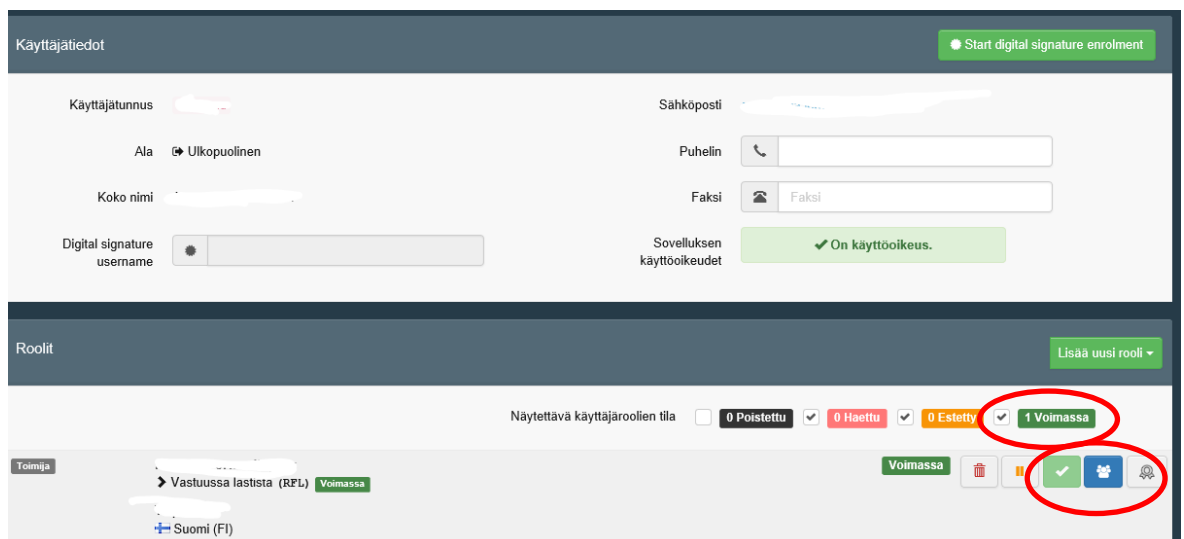 Käyttäjätiedot
Start digital signature enrolment
Käyttäjätunnus
Sähköposti
Ala
Ulkopuolinen
Puhelin
Koko nimi
Faksi
Faksi
Digital signature
username
Sovelluksen
käyttöoikeudet
On käyttöoikeus.
Roolit
Lisää uusi rooli
Näytettävä käyttäjäroolien tila
0 Poistettu
0 Haettu
0 Estetty
1 Voimassa
Toimija
Vastuussa lastista (RFL) Voimassa
Voimassa
Suomi (FI)